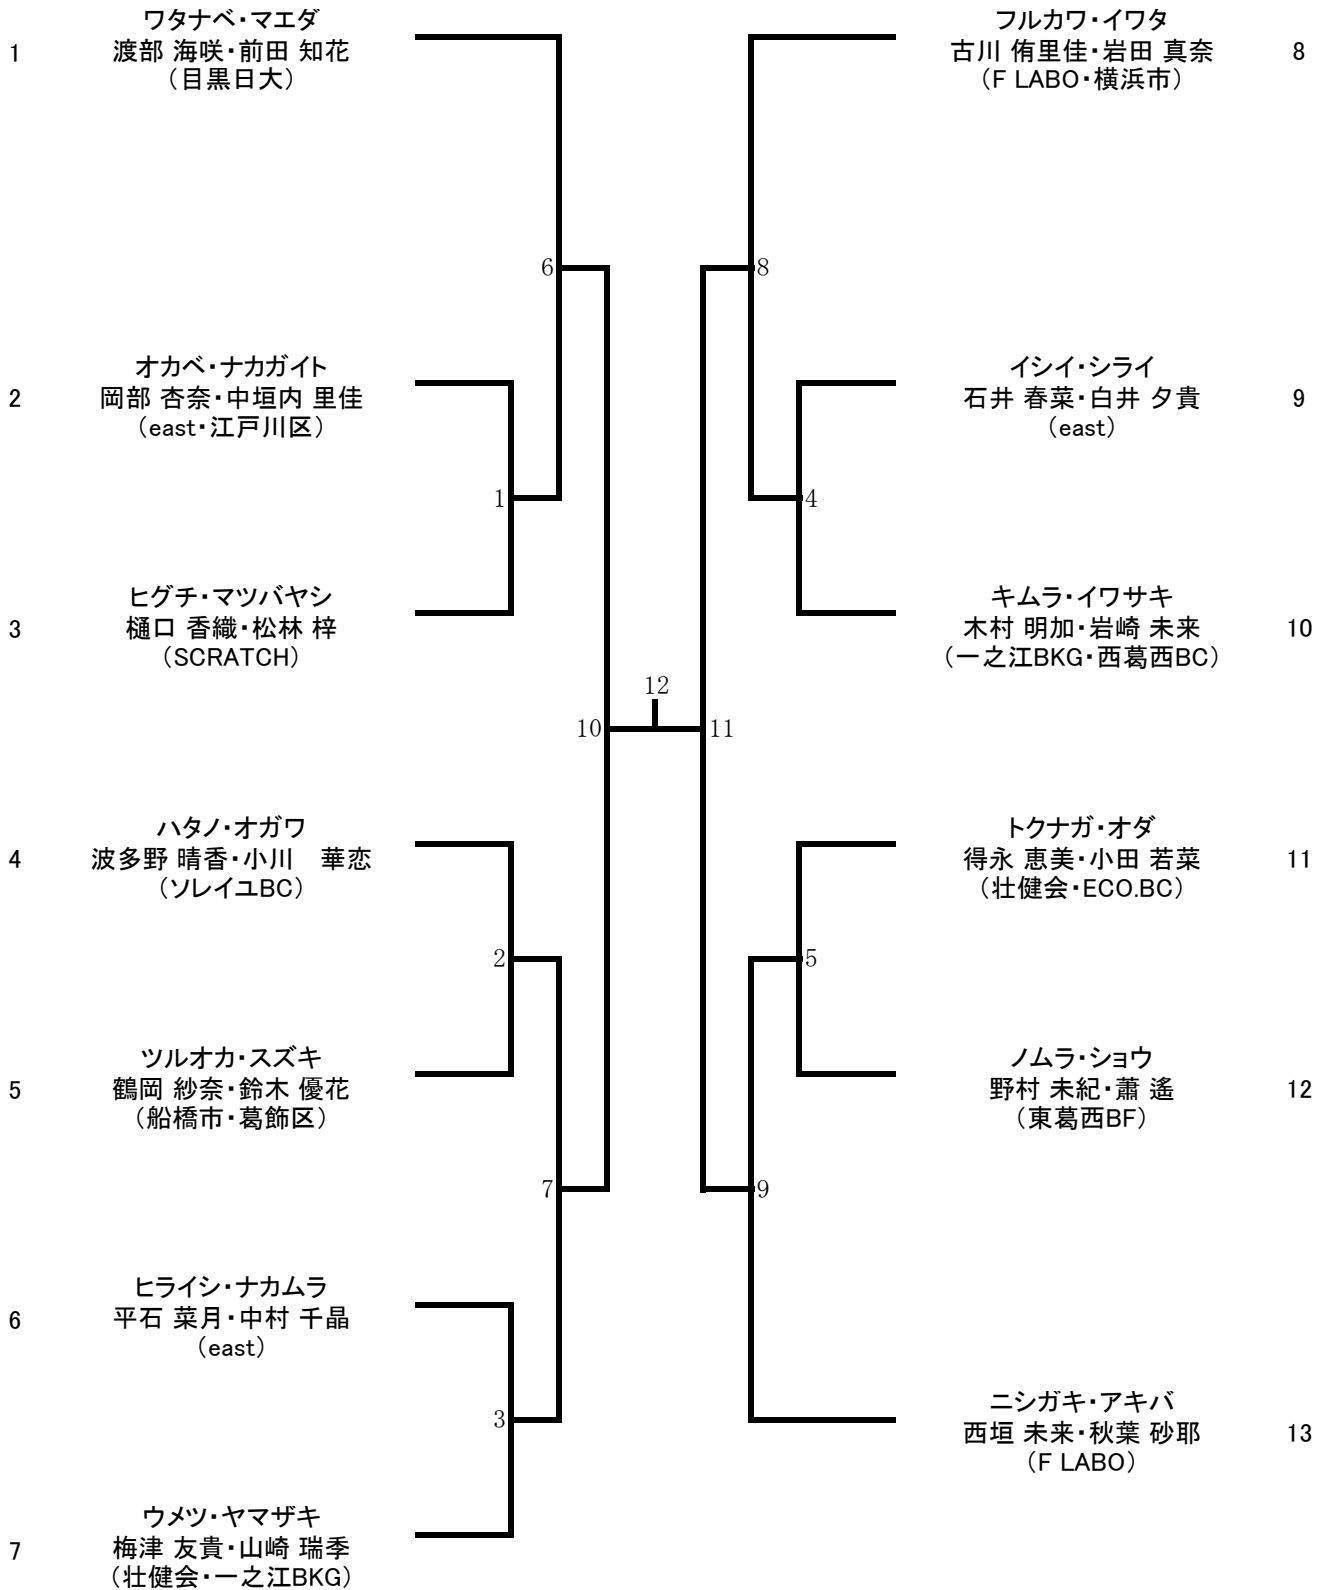 ワタナベ・マエダ
1 渡部 海咲・前田 知花
（目黒日大）
6
オカベ・ナカガイト
2 岡部 杏奈・中垣内 里佳
（east・江戸川区）
1
ヒグチ・マツバヤシ
3 樋口 香織・松林 梓
（SCRATCH）
12
10
ハタノ・オガワ
4 波多野 晴香・小川　華恋
（ソレイユBC）
2
ツルオカ・スズキ
5 鶴岡 紗奈・鈴木 優花
（船橋市・葛飾区）
7
ヒライシ・ナカムラ
6 平石 菜月・中村 千晶
（east）
3
ウメツ・ヤマザキ
7 梅津 友貴・山崎 瑞季
（壮健会・一之江BKG）
フルカワ・イワタ
古川 侑里佳・岩田 真奈 8
（F LABO・横浜市）
8
イシイ・シライ
石井 春菜・白井 夕貴 9
（east）
4
キムラ・イワサキ
木村 明加・岩崎 未来 10
（一之江BKG・西葛西BC）
11
トクナガ・オダ
得永 恵美・小田 若菜 11
（壮健会・ECO.BC）
5
ノムラ・ショウ
野村 未紀・蕭 遙 12
（東葛西BF）
9
ニシガキ・アキバ
西垣 未来・秋葉 砂耶 13
（F LABO）